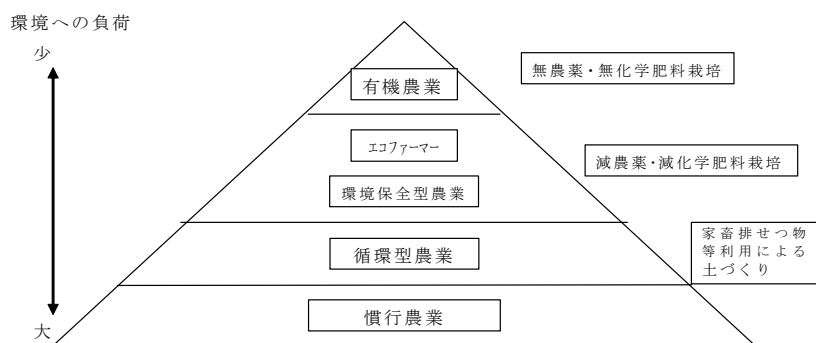 環境への負荷
少
有機農業
無農薬・無化学肥料栽培
エコファーマー
減農薬・減化学肥料栽培
環境保全型農業
循環型農業
家畜排せつ物
等利用による
土づくり
慣行農業
大